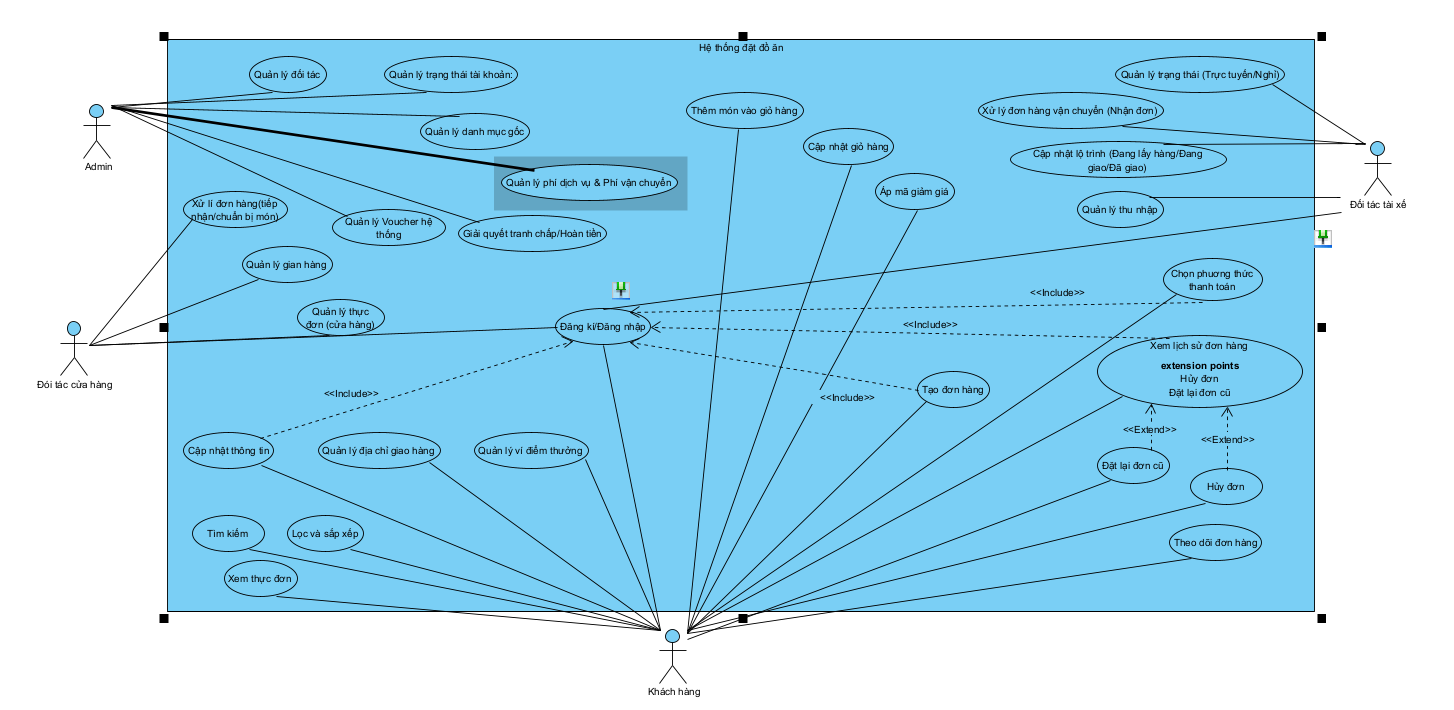 Hệ thống đặt đồ ăn
Quản lý đối tác
Quản lý trạng thái tài khoản:
Quản lý trạng thái (Trực tuyến/Nghỉ)
Thêm món vào giỏ hàng
Xử lý đơn hàng vận chuyển (Nhận đơn)
Quản lý danh mục gốc
Cập nhật giỏ hàng
Cập nhật lộ trình (Đang lấy hàng/Đang
giao/Đã giao)
Admin
Quản lý phí dịch vụ & Phí vận chuyển
Áp mã giảm giá
Xử lí đơn hàng(tiếp
nhận/chuẩn bị món)
Quản lý thu nhập
Đối tác tài xế
Quản lý Voucher hệ
thống
Giải quyết tranh chấp/Hoàn tiền
Quản lý gian hàng
Chọn phương thức
thanh toán
<<Include>>
Quản lý thực
đơn (cửa hàng)
Đăng kí/Đăng nhập
<<Include>>
Xem lịch sử đơn hàng
extension points
Hủy đơn
Đặt lại đơn cũ
Đói tác cửa hàng
<<Include>>
<<Include>>
Tạo đơn hàng
<<Extend>>
<<Extend>>
Cập nhật thông tin
Quản lý địa chỉ giao hàng
Quản lý ví điểm thưởng
Đặt lại đơn cũ
Hủy đơn
Tìm kiếm
Lọc và sắp xếp
Theo dõi đơn hàng
Xem thực đơn
Khách hàng